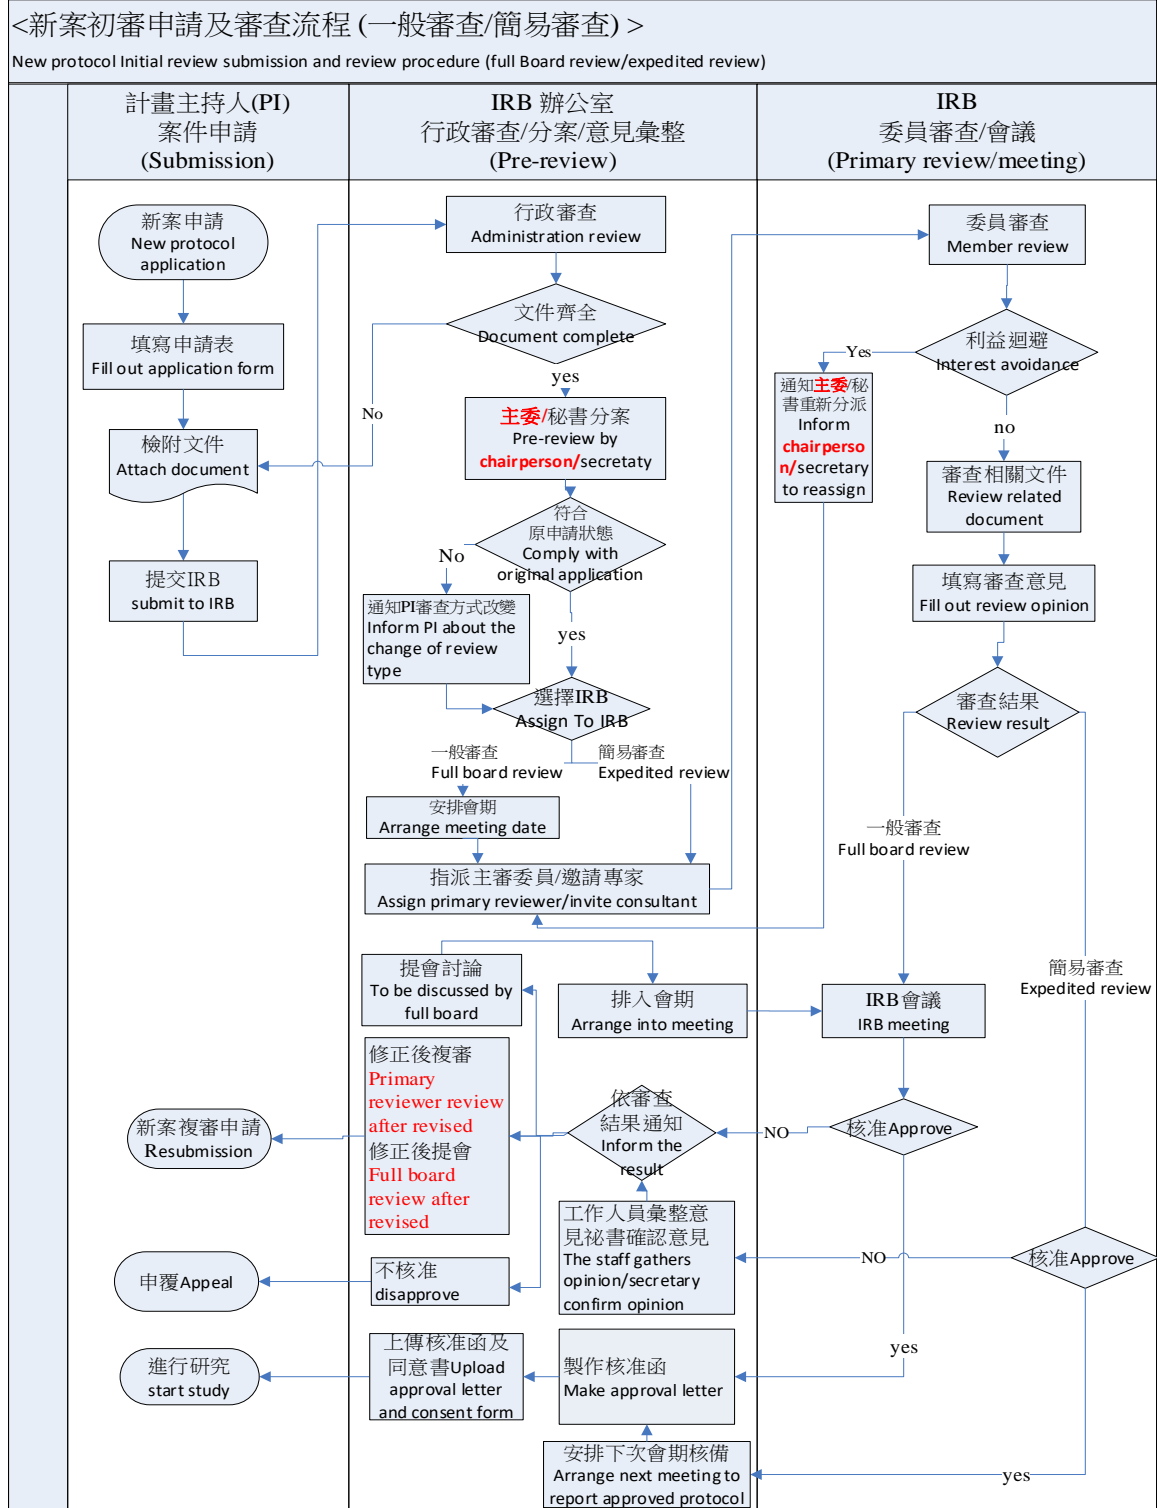 <新案初審申請及審查流程 (一般審查/簡易審查) >
New protocol Initial review submission and review procedure (full Board review/expedited review)
計畫主持人(PI)
案件申請
(Submission)
IRB 辦公室
行政審查/分案/意見彙整
(Pre-review)
IRB
委員審查/會議
(Primary review/meeting)
新案申請
New protocol
application
填寫申請表
Fill out application form
檢附文件
Attach document
提交IRB
submit to IRB
行政審查
Administration review
文件齊全
Document complete
yes
No
主委/秘書分案
Pre-review by
chairperson/secretaty
符合
原申請狀態
Comply with
original application
No
通知PI審查方式改變
Inform PI about the
change of review
type
yes
選擇IRB
Assign To IRB
一般審查
Full board review
簡易審查
Expedited review
安排會期
Arrange meeting date
指派主審委員/邀請專家
Assign primary reviewer/invite consultant
委員審查
Member review
利益迴避
Interest avoidance
Yes
通知主委/秘
書重新分派
Inform
chairperso
n/secretary
to reassign
no
審查相關文件
Review related
document
填寫審查意見
Fill out review opinion
審查結果
Review result
一般審查
Full board review
簡易審查
Expedited review
提會討論
To be discussed by
full board
排入會期
Arrange into meeting
IRB會議
IRB meeting
修正後複審
Primary
reviewer review
after revised
修正後提會
Full board
review after
revised
依審查
結果通知
Inform the
result
NO
核准Approve
新案複審申請
Resubmission
工作人員彙整意
見祕書確認意見
The staff gathers
opinion/secretary
confirm opinion
NO
核准Approve
申覆Appeal
不核准
disapprove
yes
進行研究
start study
上傳核准函及
同意書Upload
approval letter
and consent form
製作核准函
Make approval letter
安排下次會期核備
Arrange next meeting to
report approved protocol
yes